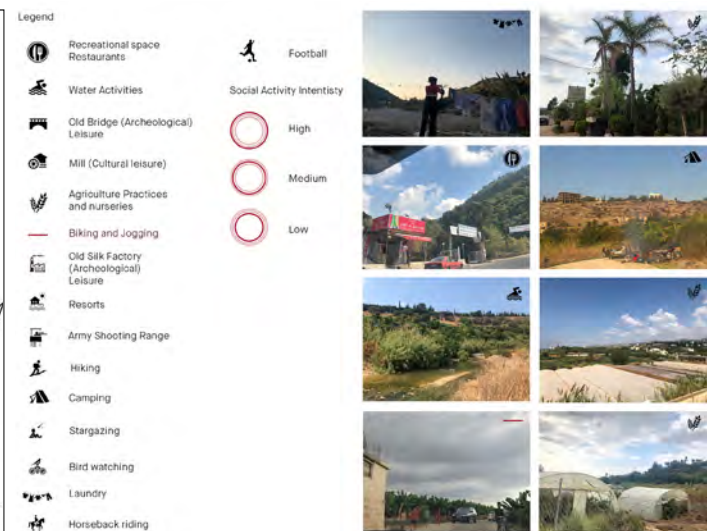 Legend
Recreational space
Restaurants
Water Activities
Old Bridge (Archeological)
Leisure
Mill (Cultural leisure)
Agriculture Practices
and nurseries
Biking and Jogging
Old Silk Factory
(Archeological)
Leisure
Resorts
Army Shooting Range
Hiking
Camping
Stargazing
Bird watching
Laundry
Horseback riding
Football
Social Activity Intentisty
High
Medium
Low